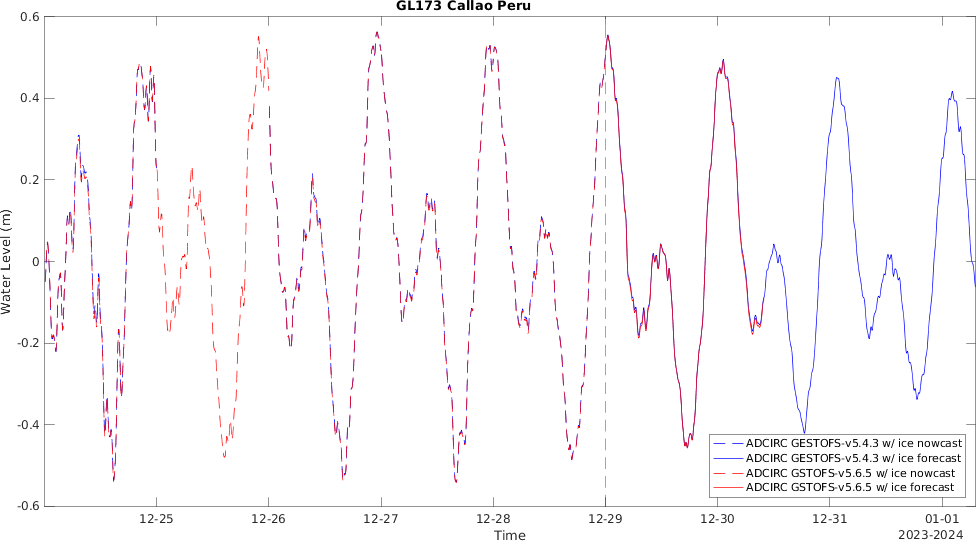 GL173 Callao Peru
0.6
0.4
0.2
0
-0.2
-0.4
-0.6
Water Level (m)
12-25
12-26
12-27
12-28
12-29
12-30
12-31
01-01
Time
2023-2024
ADCIRC GESTOFS-v5.4.3 w/ ice nowcast
ADCIRC GESTOFS-v5.4.3 w/ ice forecast
ADCIRC GSTOFS-v5.6.5 w/ ice nowcast
ADCIRC GSTOFS-v5.6.5 w/ ice forecast